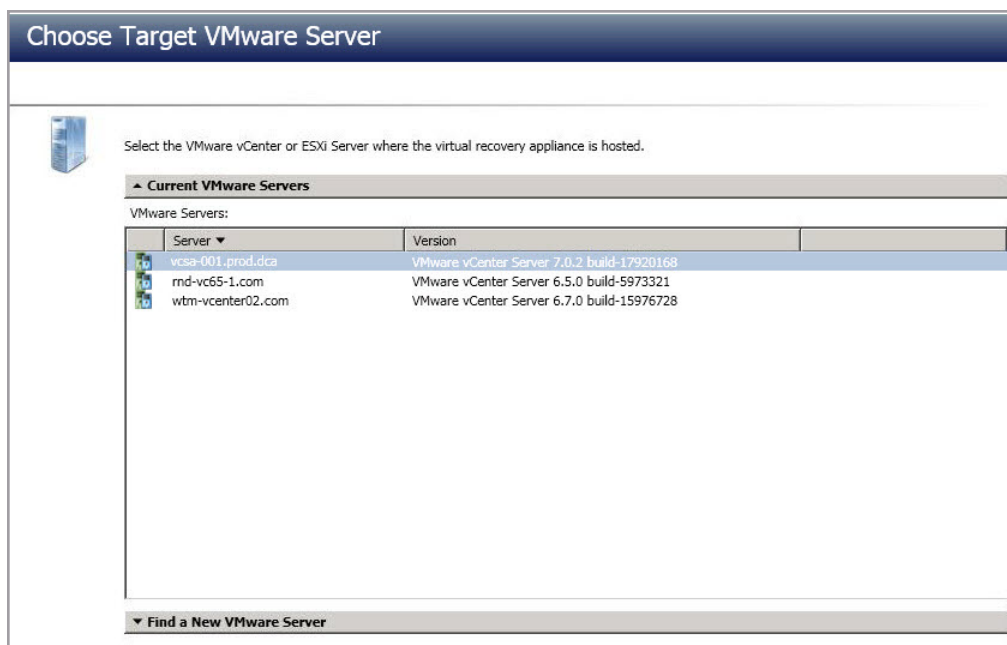 Choose Target VMware Server
Select the VMware vCenter or ESXi Server where the virtual recovery appliance is hosted.
Current VMware Servers
VMware Servers:
Server Version
vcsa-001.prod.dca VMware vCenter Server 7.0.2 build-17920168
rnd-vc65-1.com VMware vCenter Server 6.5.0 build-5973321
wtm-vcenter02.com VMware vCenter Server 6.7.0 build-15976728
Find a New VMware Server